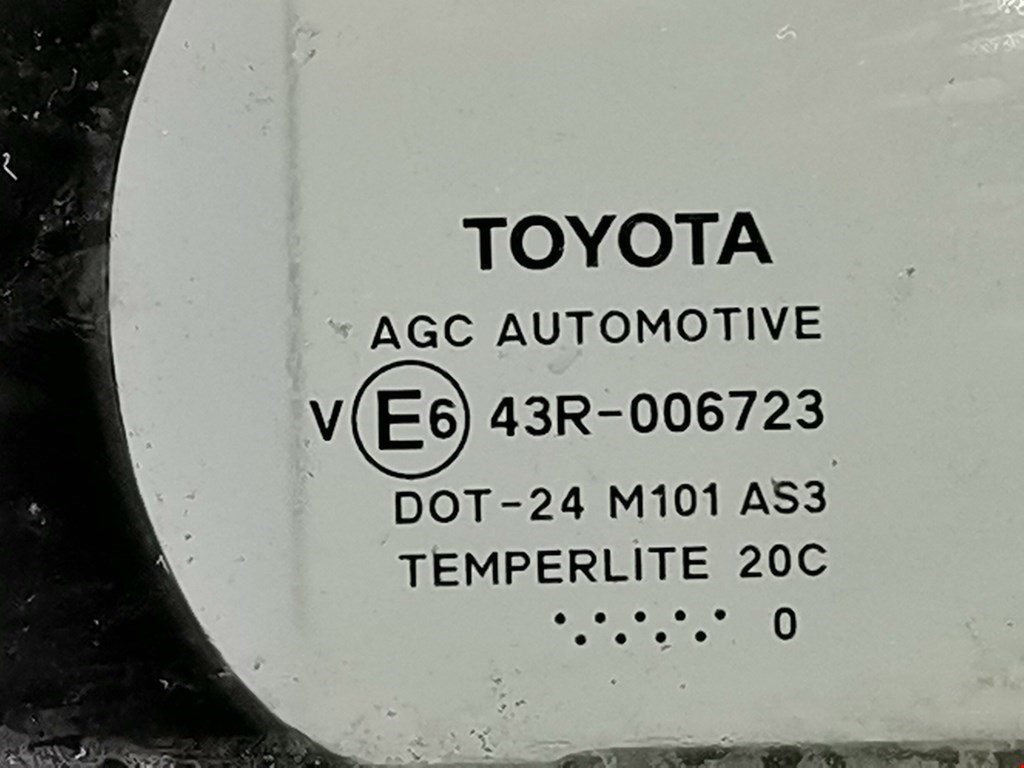 TOYOTA
AGC AUTOMOTIVE
V E6 43R-006723
DOT-24 M101 AS3
TEMPERLITE 20C
0